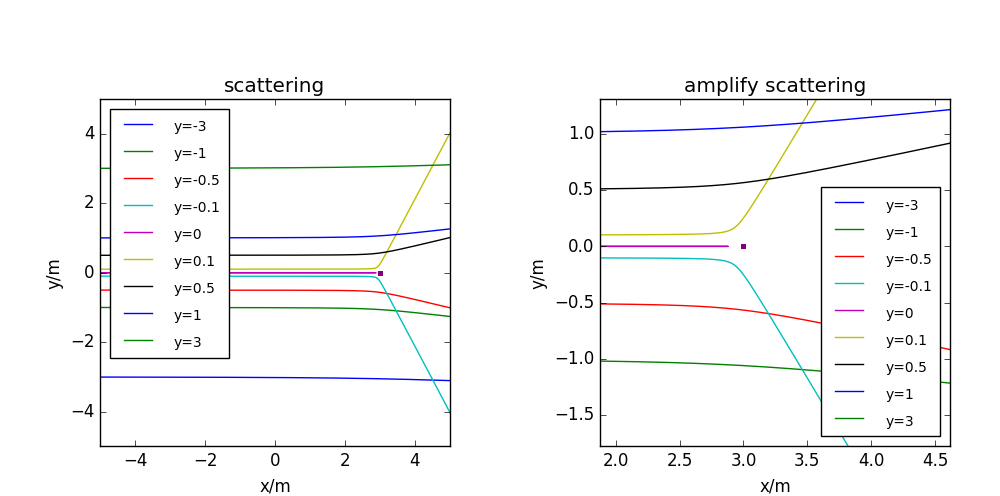 scattering
4
2
0
−2
−4
y/m
y=-3
y=-1
y=-0.5
y=-0.1
y=0
y=0.1
y=0.5
y=1
y=3
−4 −2 0 2 4
x/m
amplify scattering
1.0
0.5
0.0
−0.5
−1.0
−1.5
y/m
y=-3
y=-1
y=-0.5
y=-0.1
y=0
y=0.1
y=0.5
y=1
y=3
2.0 2.5 3.0 3.5 4.0 4.5
x/m